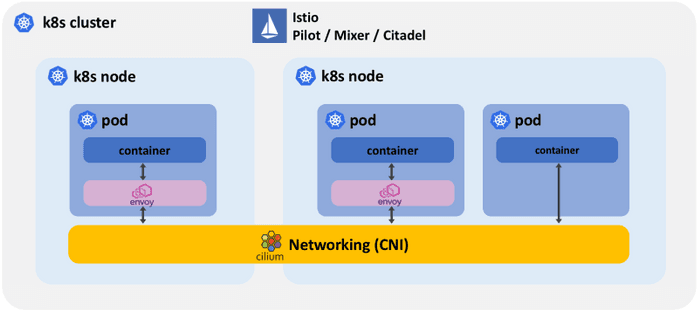 k8s cluster
Istio
Pilot / Mixer / Citadel
k8s node
k8s node
pod
pod
pod
container
container
container
envoy
envoy
Networking (CNI)
cilium